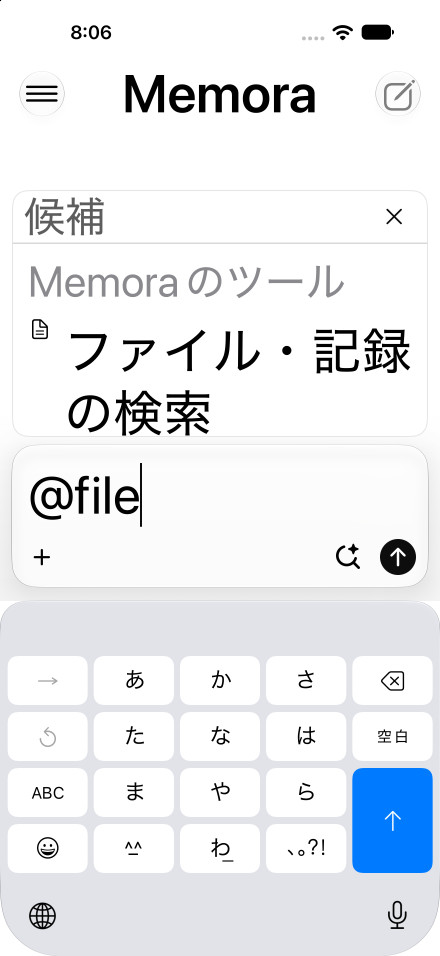 8:06
Memora
候補
Memoraのツール
ファイル・記録
の検索
@file
→ あ か さ
た な は 空白
ABC ま や ら
^^ わ_ 、。?!